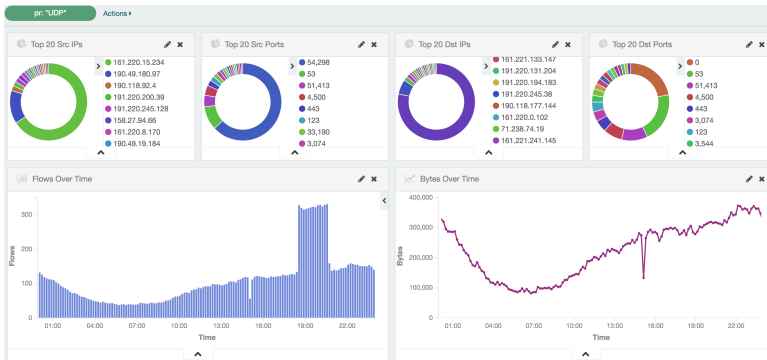 pr: "UDP"
Actions
Top 20 Src IPs
161.220.15.234
190.49.180.97
190.118.92.4
191.220.200.39
191.220.245.128
158.27.94.66
161.220.8.170
190.49.19.184
Top 20 Src Ports
54,298
53
51,413
4,500
443
123
33,190
3,074
Top 20 Dst IPs
161.221.133.147
191.220.131.204
191.220.194.183
191.220.245.38
190.118.177.144
161.220.0.102
71.238.74.19
161.221.241.145
Top 20 Dst Ports
0
53
51,413
4,500
443
3,074
123
3,544
Flows Over Time
Flows
300
200
100
0
01:00 04:00 07:00 10:00 13:00 16:00 19:00 22:00
Time
Bytes Over Time
Bytes
400,000
300,000
200,000
100,000
0
01:00 04:00 07:00 10:00 13:00 16:00 19:00 22:00
Time